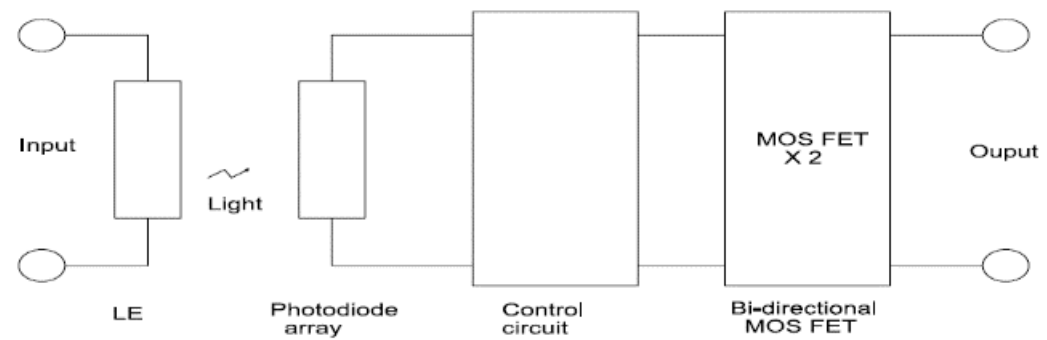 Input
Light
MOS FET
X 2
Ouput
LE
Photodiode
array
Control
circuit
Bi-directional
MOS FET